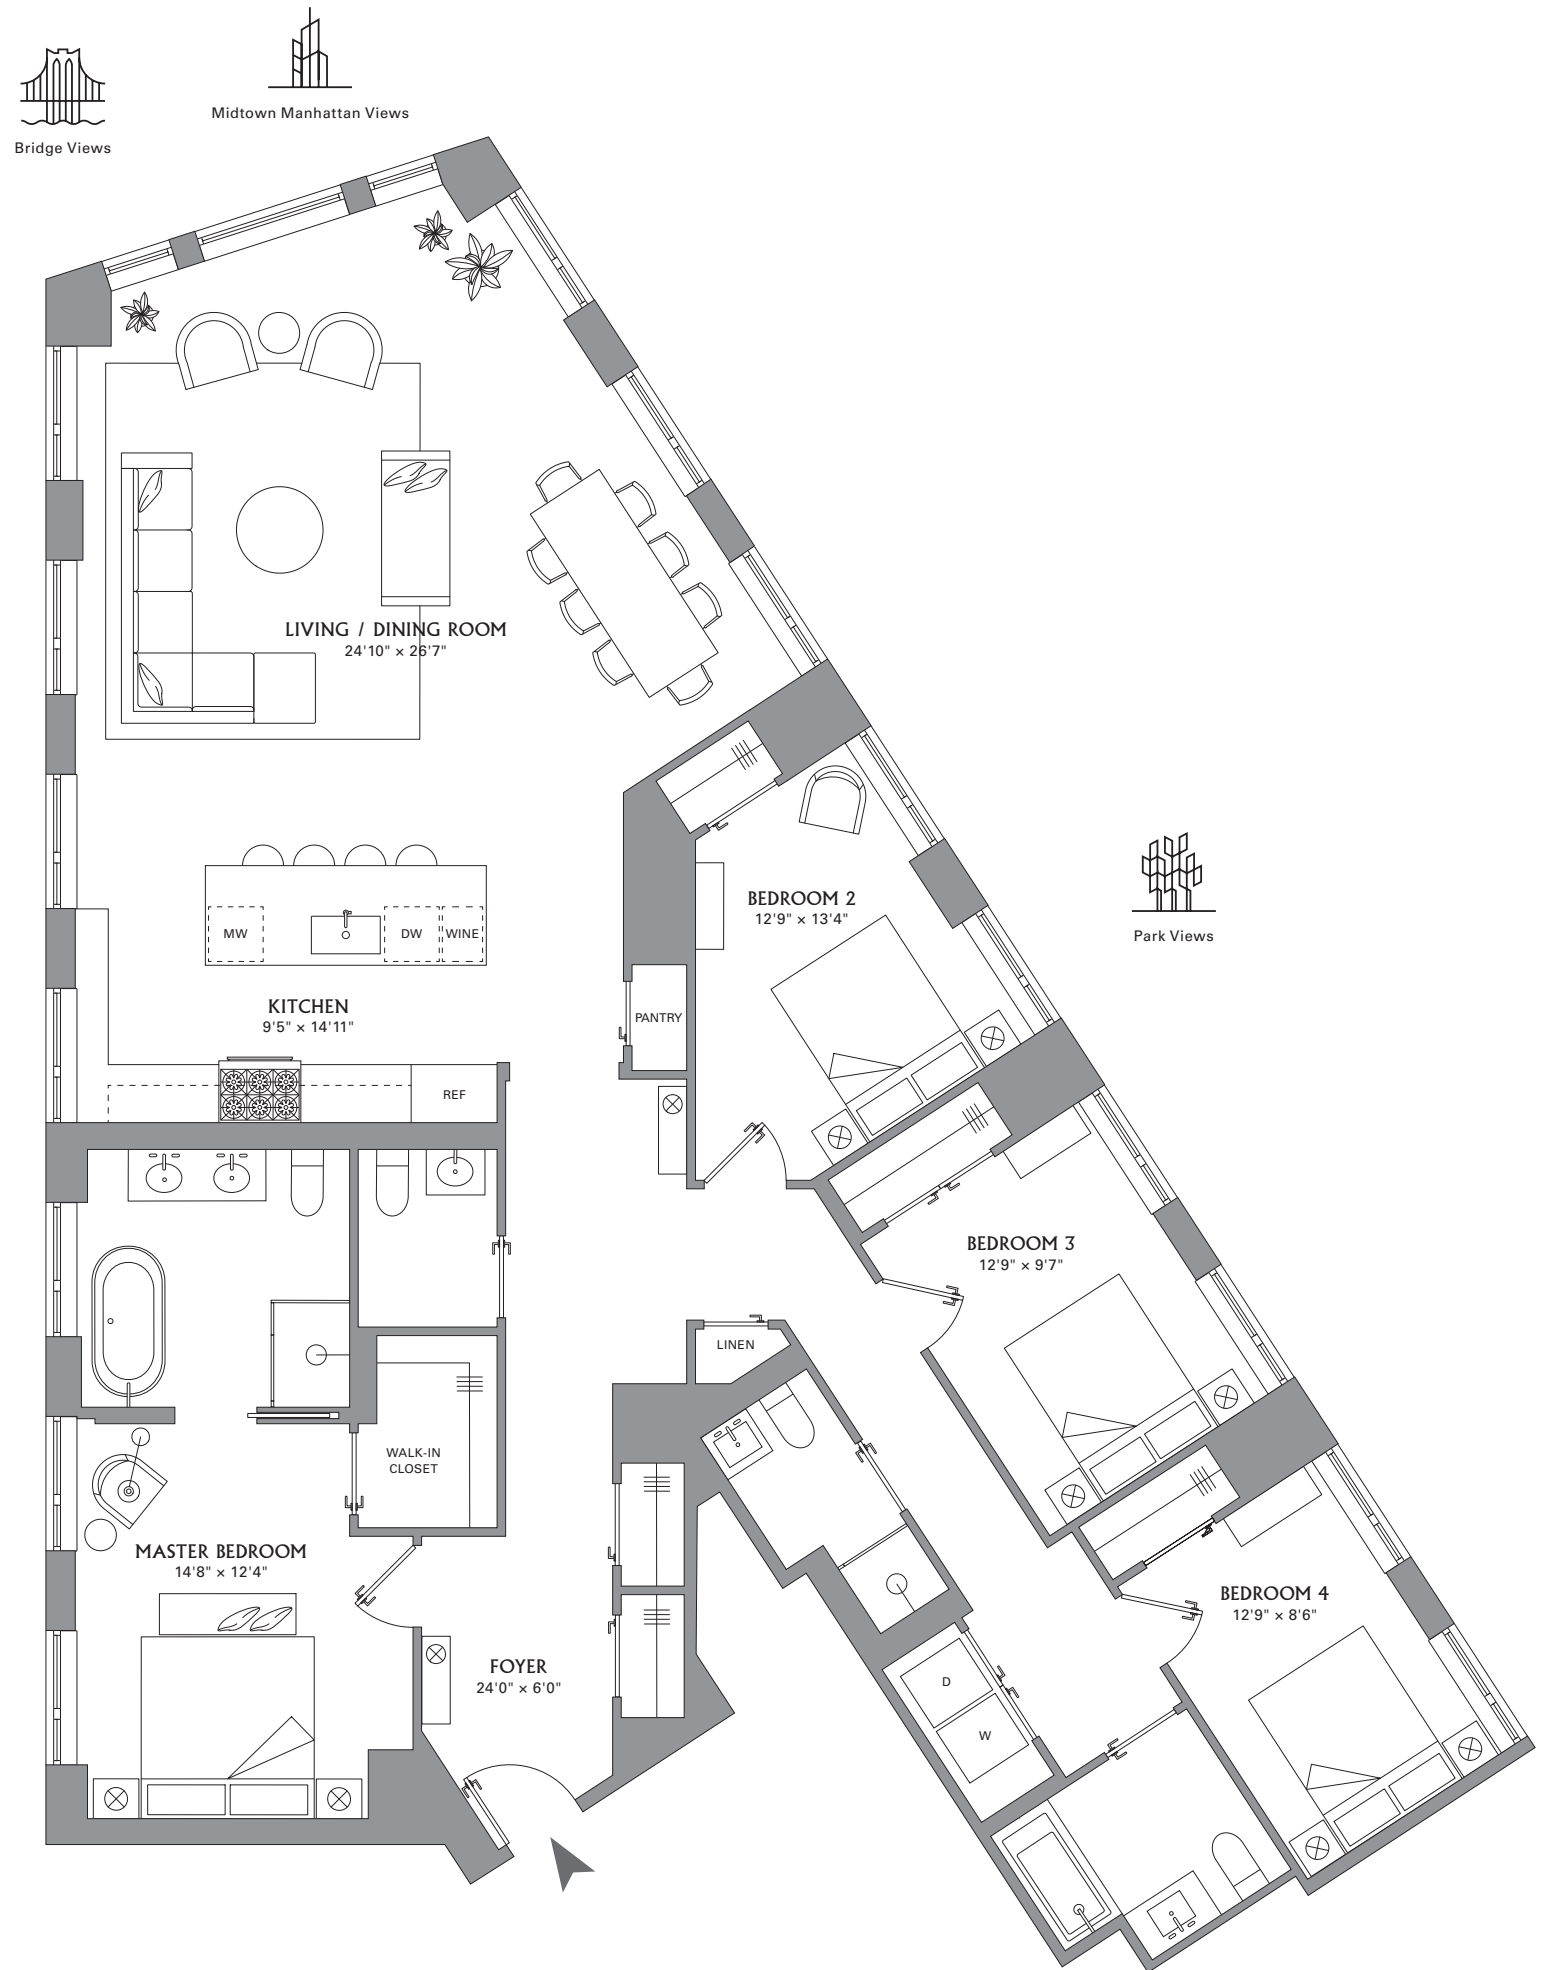 Midtown Manhattan Views
Bridge Views
LIVING / DINING ROOM
24'10" × 26'7"
BEDROOM 2
12'9" × 13'4"
MW
DW
WINE
Park Views
KITCHEN
9'5" × 14'11"
PANTRY
REF
BEDROOM 3
12'9" × 9'7"
LINEN
WALK-IN
CLOSET
MASTER BEDROOM
14'8" × 12'4"
BEDROOM 4
12'9" × 8'6"
FOYER
24'0" × 6'0"
D
W